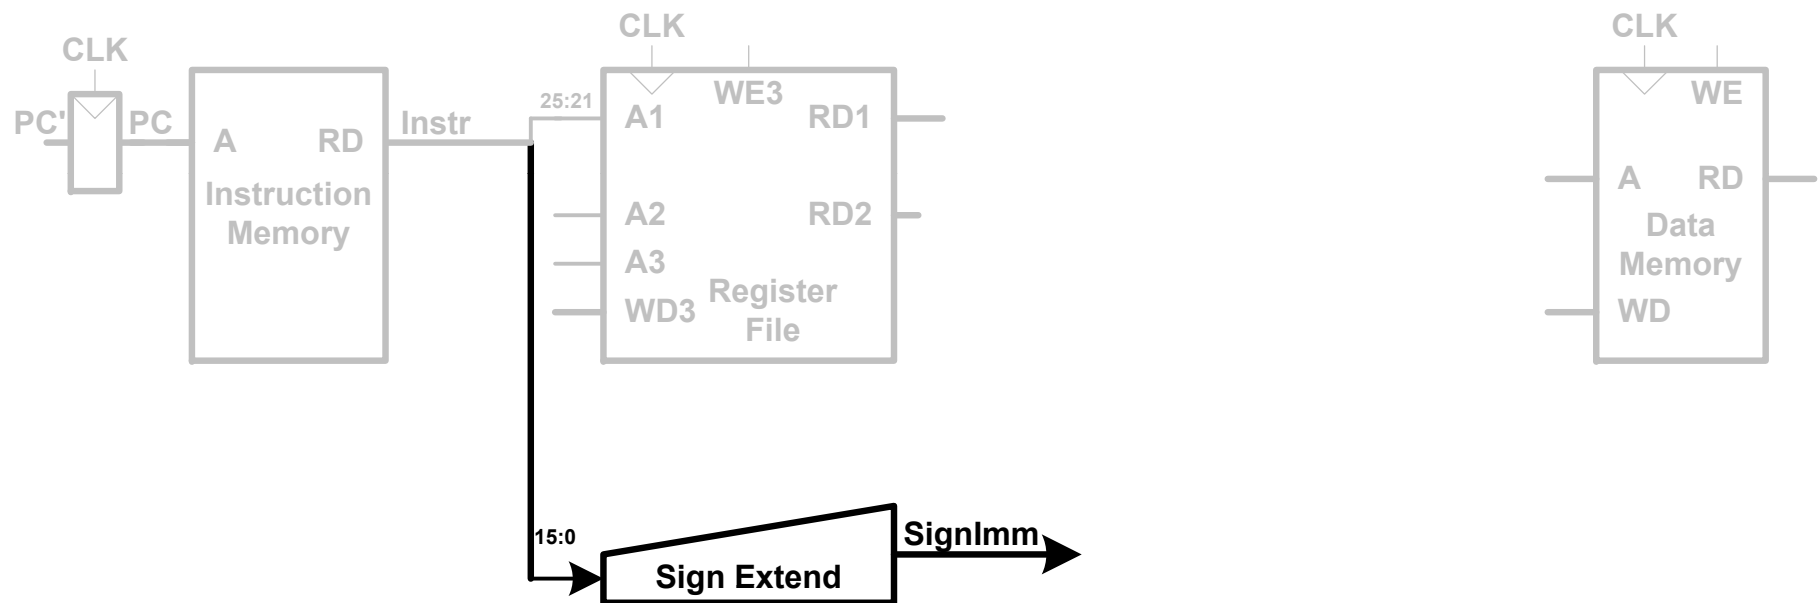 CLK
PC'
PC
A
RD
Instruction
Memory
Instr
25:21
CLK
WE3
A1
RD1
A2
RD2
A3
WD3
Register
File
CLK
WE
A
RD
Data
Memory
WD
15:0
Sign Extend
SignImm